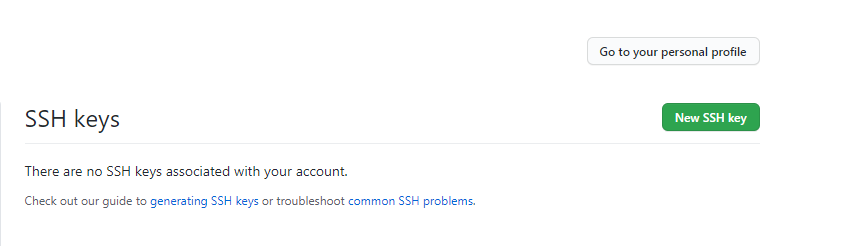 Go to your personal profile
SSH keys
New SSH key
There are no SSH keys associated with your account.
Check out our guide to generating SSH keys or troubleshoot common SSH problems.